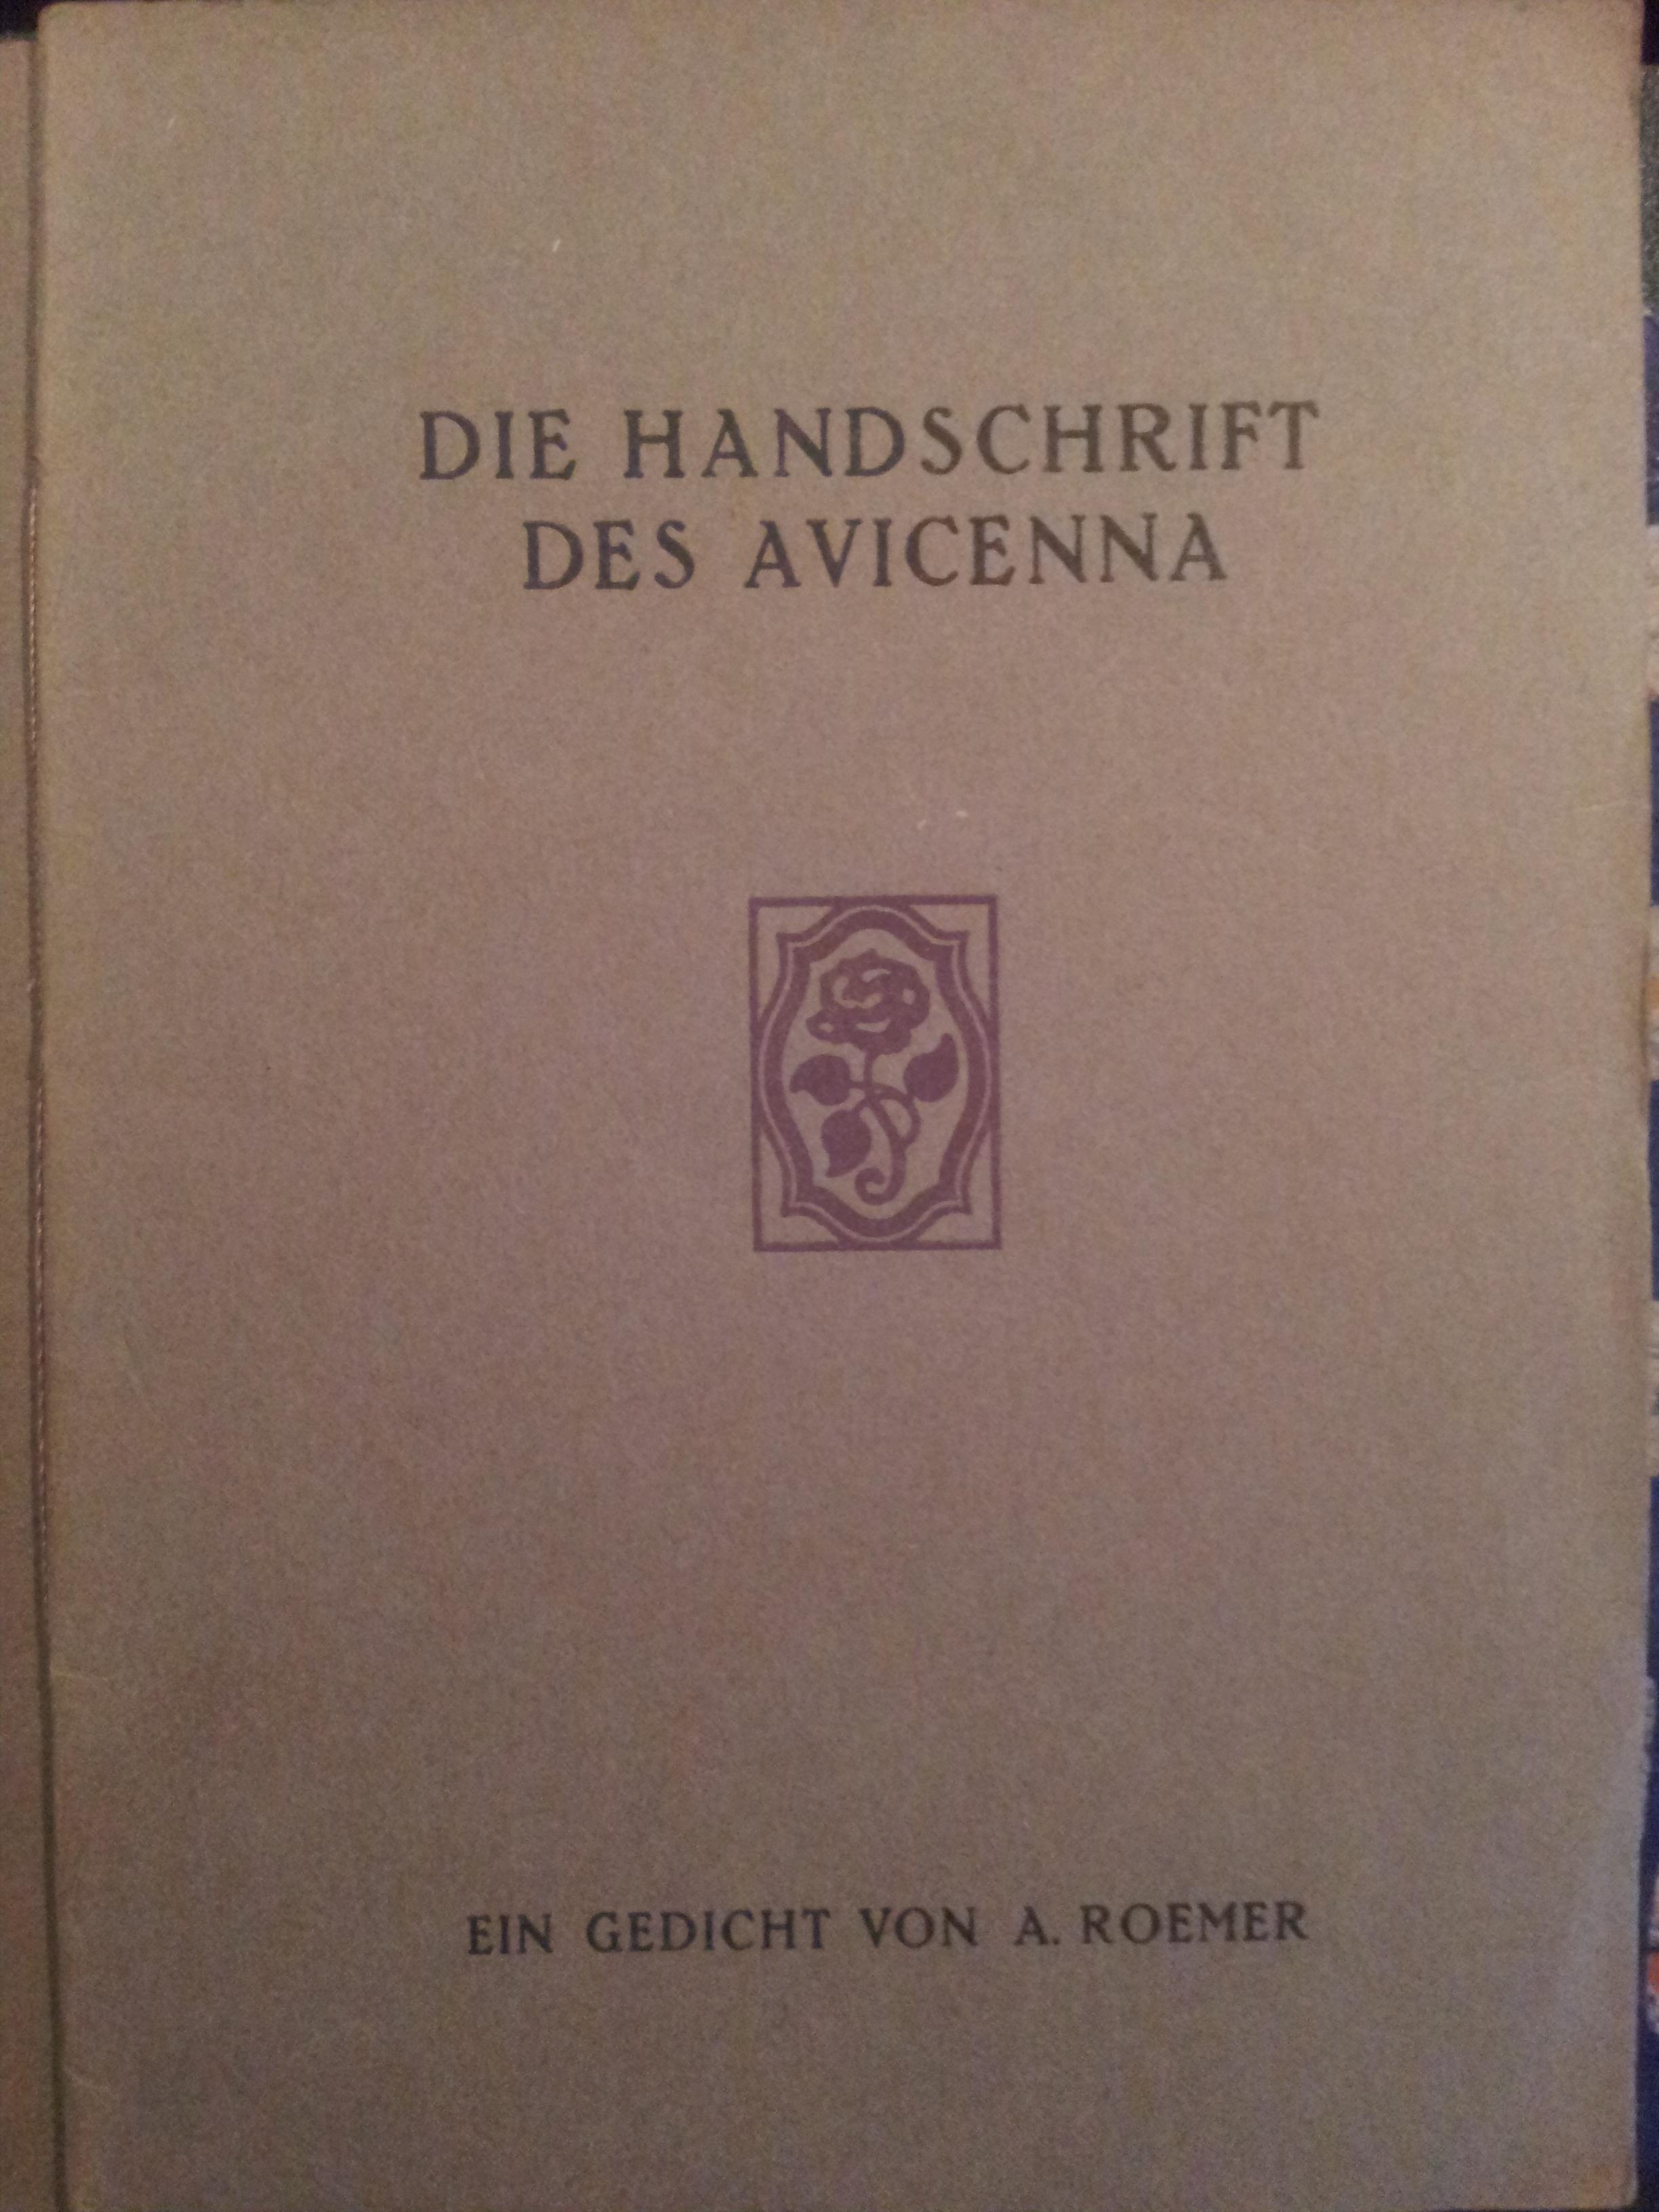 DIE HANDSCHRIFT
DES AVICENNA
EIN GEDICHT VON A. ROEMER